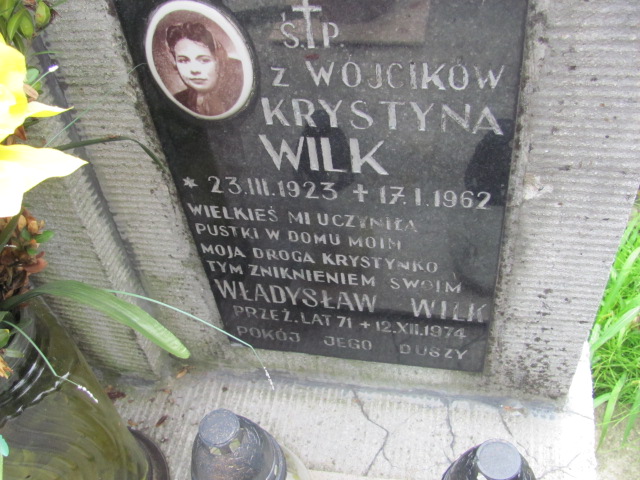 Ś.P.
z WÓJCIKÓW
KRYSTYNA
WILK
* 23.III.1923 + 17.I.1962
WIELKIEŚ MI UCZYNIŁA
PUSTKI W DOMU MOIM
MOJA DROGA KRYSTYNKO
TYM ZNIKNIENIEM SWOIM
WŁADYSŁAW WILK
PRZEŻ. LAT 71 + 12.XII.1974
POKÓJ JEGO DUSZY